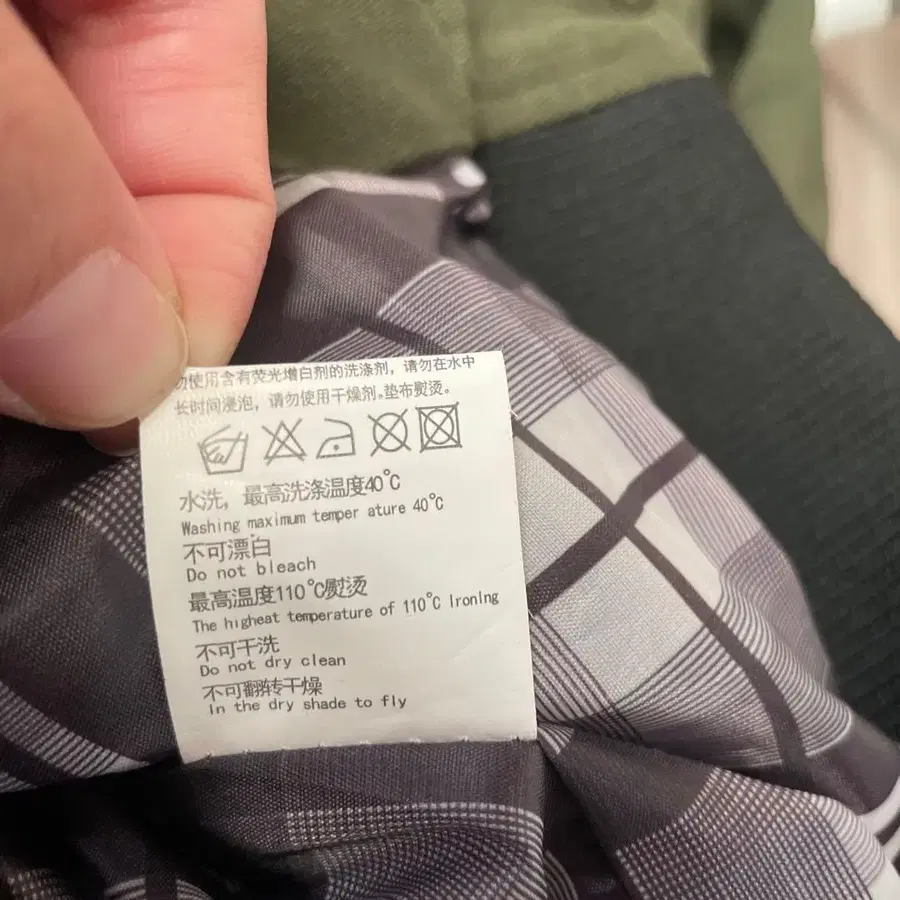 勿使用含有荧光增白剂的洗涤剂，请勿在水中
长时间浸泡，请勿使用干燥剂。垫布熨烫。
水洗，最高洗涤温度40℃
Washing maximum temper ature 40℃
不可漂白
Do not bleach
最高温度110℃熨烫
The higheat temperature of 110℃ Ironlng
不可干洗
Do not dry clean
不可翻转干燥
In the dry shade to fly